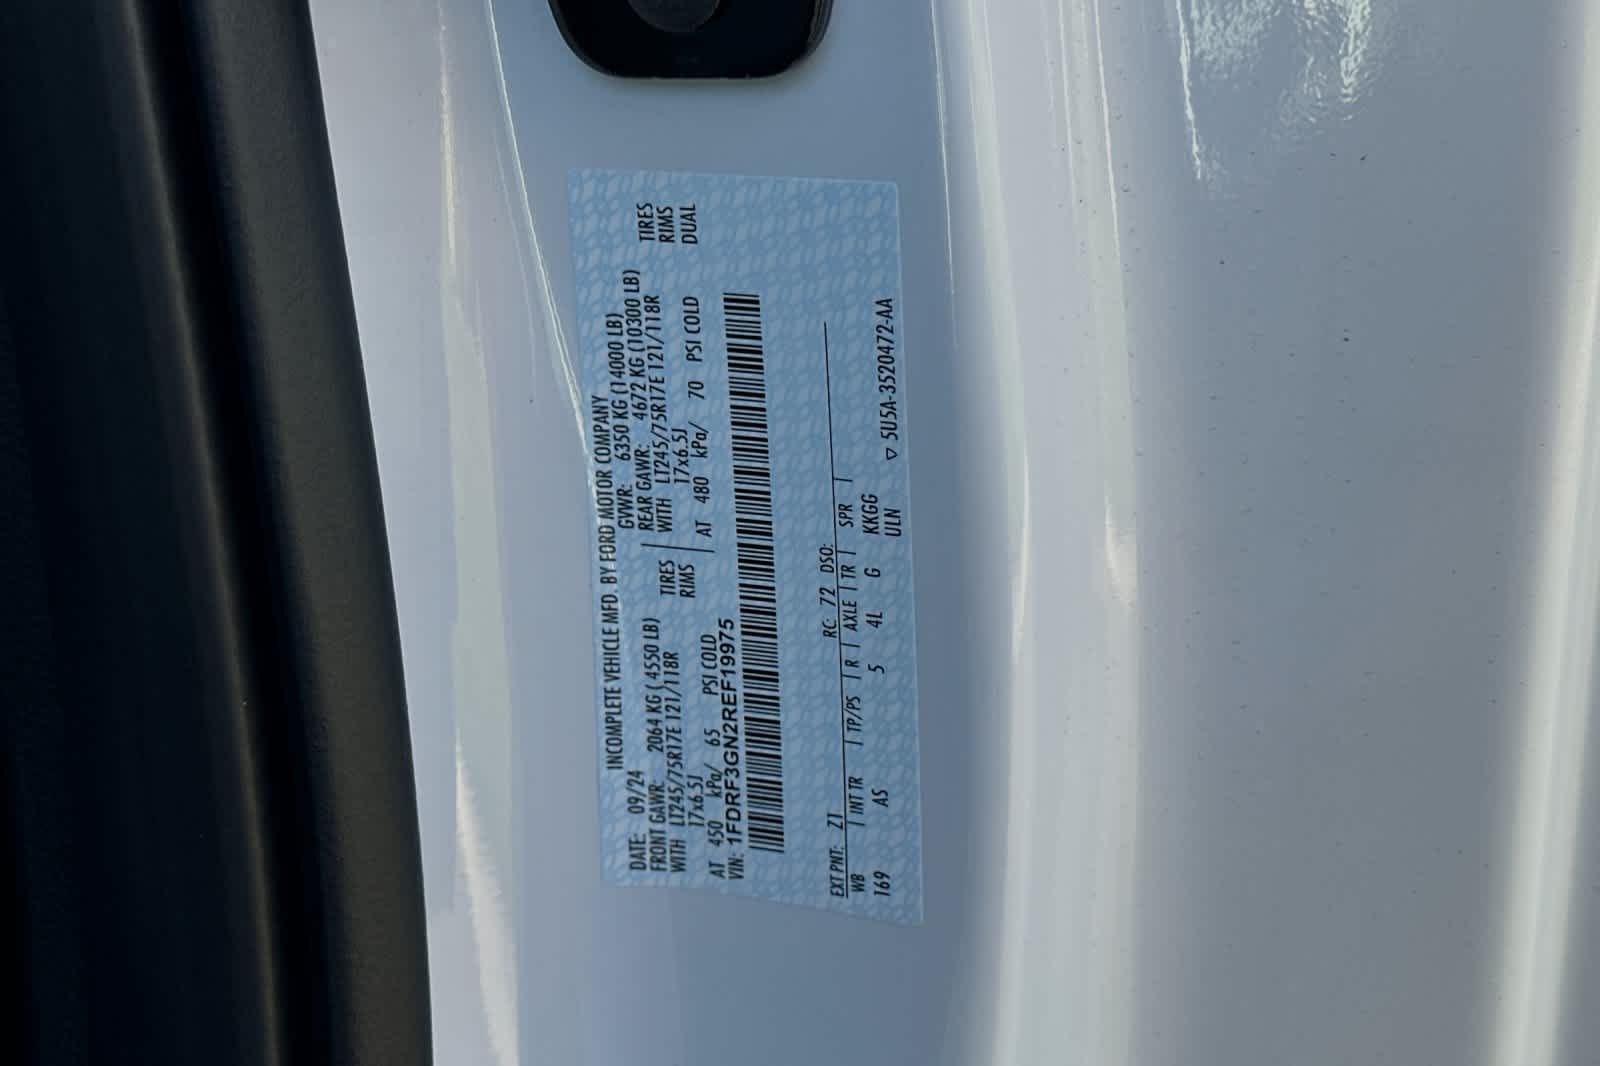 INCOMPLETE VEHICLE MFD. BY FORD MOTOR COMPANY
DATE: 09/24 GVWR: 6350 KG (14000 LB)
FRONT GAWR: 2064 KG ( 4550 LB) REAR GAWR: 4672 KG (10300 LB)
WITH LT245/75R17E 121/118R TIRES WITH LT245/75R17E 121/118R TIRES
17x6.5J RIMS 17x6.5J RIMS
AT 450 kPa/ 65 PSI COLD AT 480 kPa/ 70 PSI COLD DUAL
VIN: 1FDRF3GN2REF19975
EXT PNT: Z1 RC: 72 DSO:
WB INT TR TP/PS R AXLE TR SPR
169 AS 5 4L G KKGG
ULN
▽ 5U5A-3520472-AA